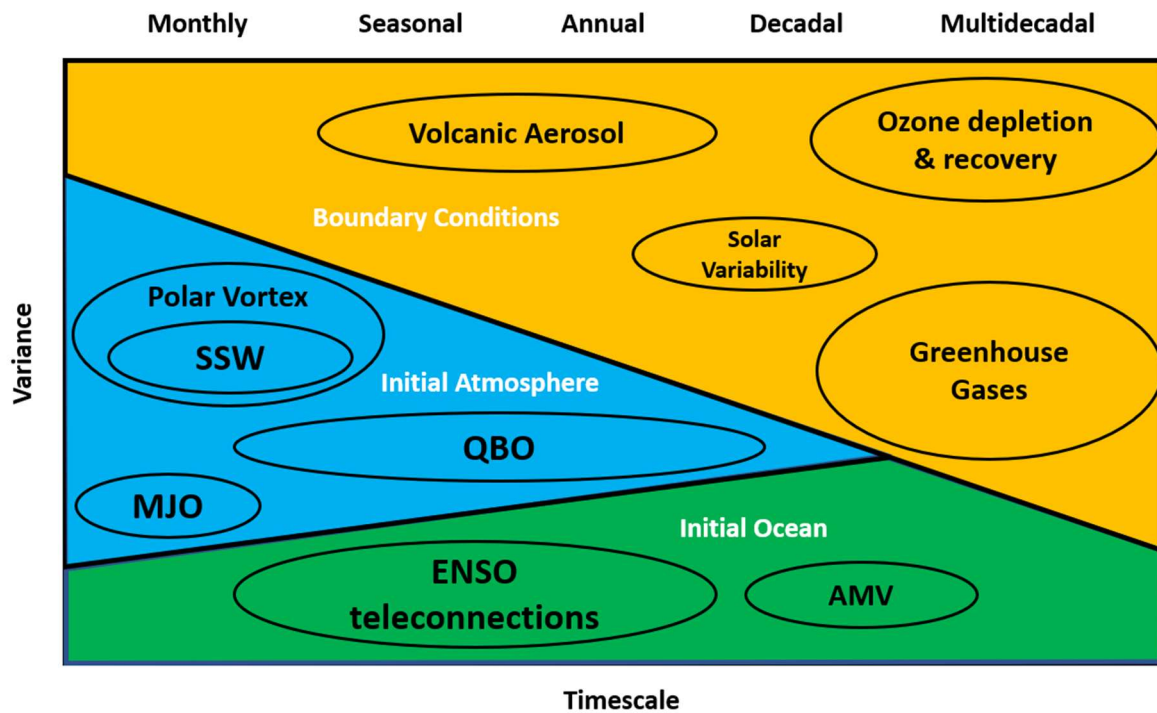 Monthly Seasonal Annual Decadal Multidecadal
Volcanic Aerosol
Ozone depletion
& recovery
Boundary Conditions
Solar
Variability
Polar Vortex
SSW
Initial Atmosphere
Greenhouse
Gases
QBO
MJO
Initial Ocean
ENSO
teleconnections
AMV
Variance
Timescale